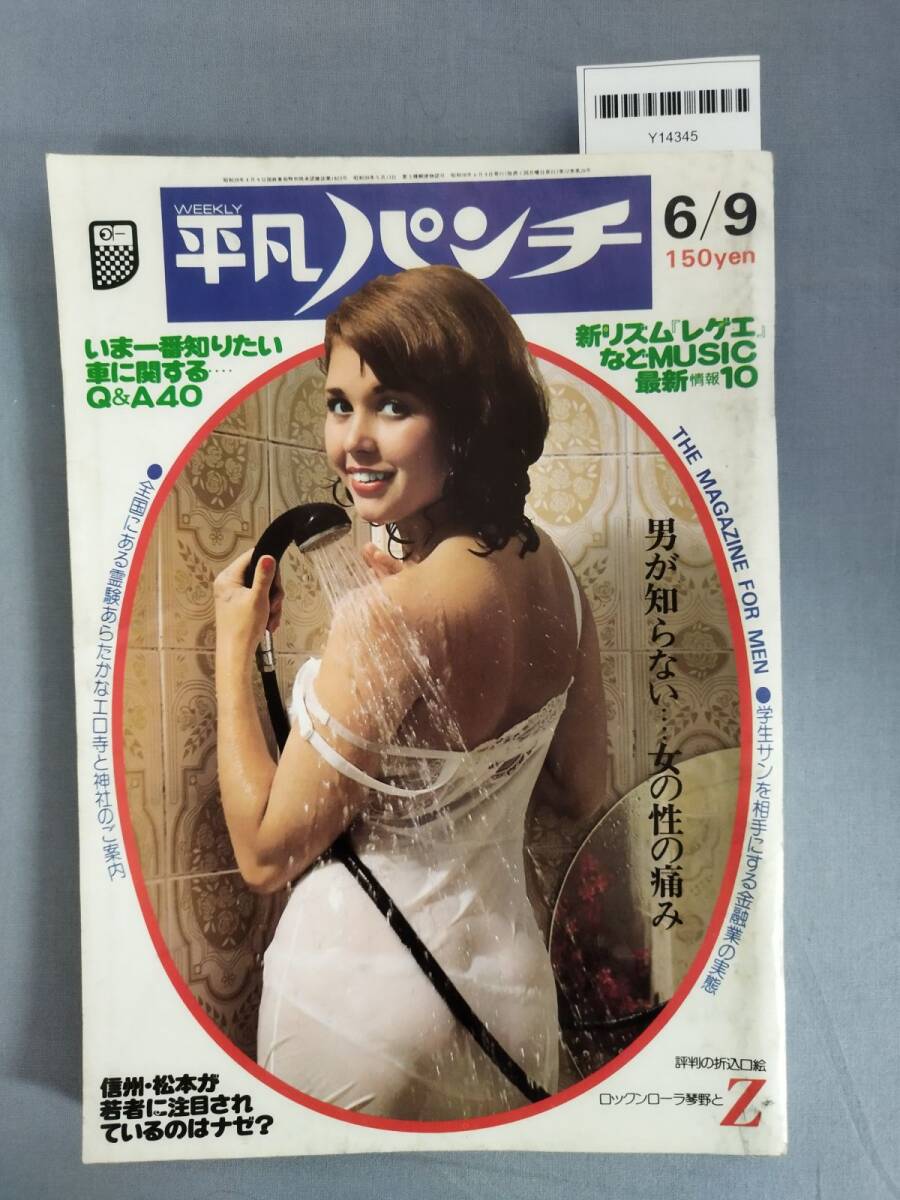 Y14345
WEEKLY
平凡パンチ
6/9
150yen
いま一番知りたい
車に関する‥‥
Q&A40
新リズム『レゲエ』
などMUSIC
最新情報10
THE MAGAZINE FOR MEN
●学生サンを相手にする金融業の実態
●全国にある霊験あらたかなエロ寺と神社のご案内
男が知らない……女の性の痛み
信州・松本が
若者に注目され
ているのはナゼ?
評判の折込口絵
ロックンローラ琴野とZ